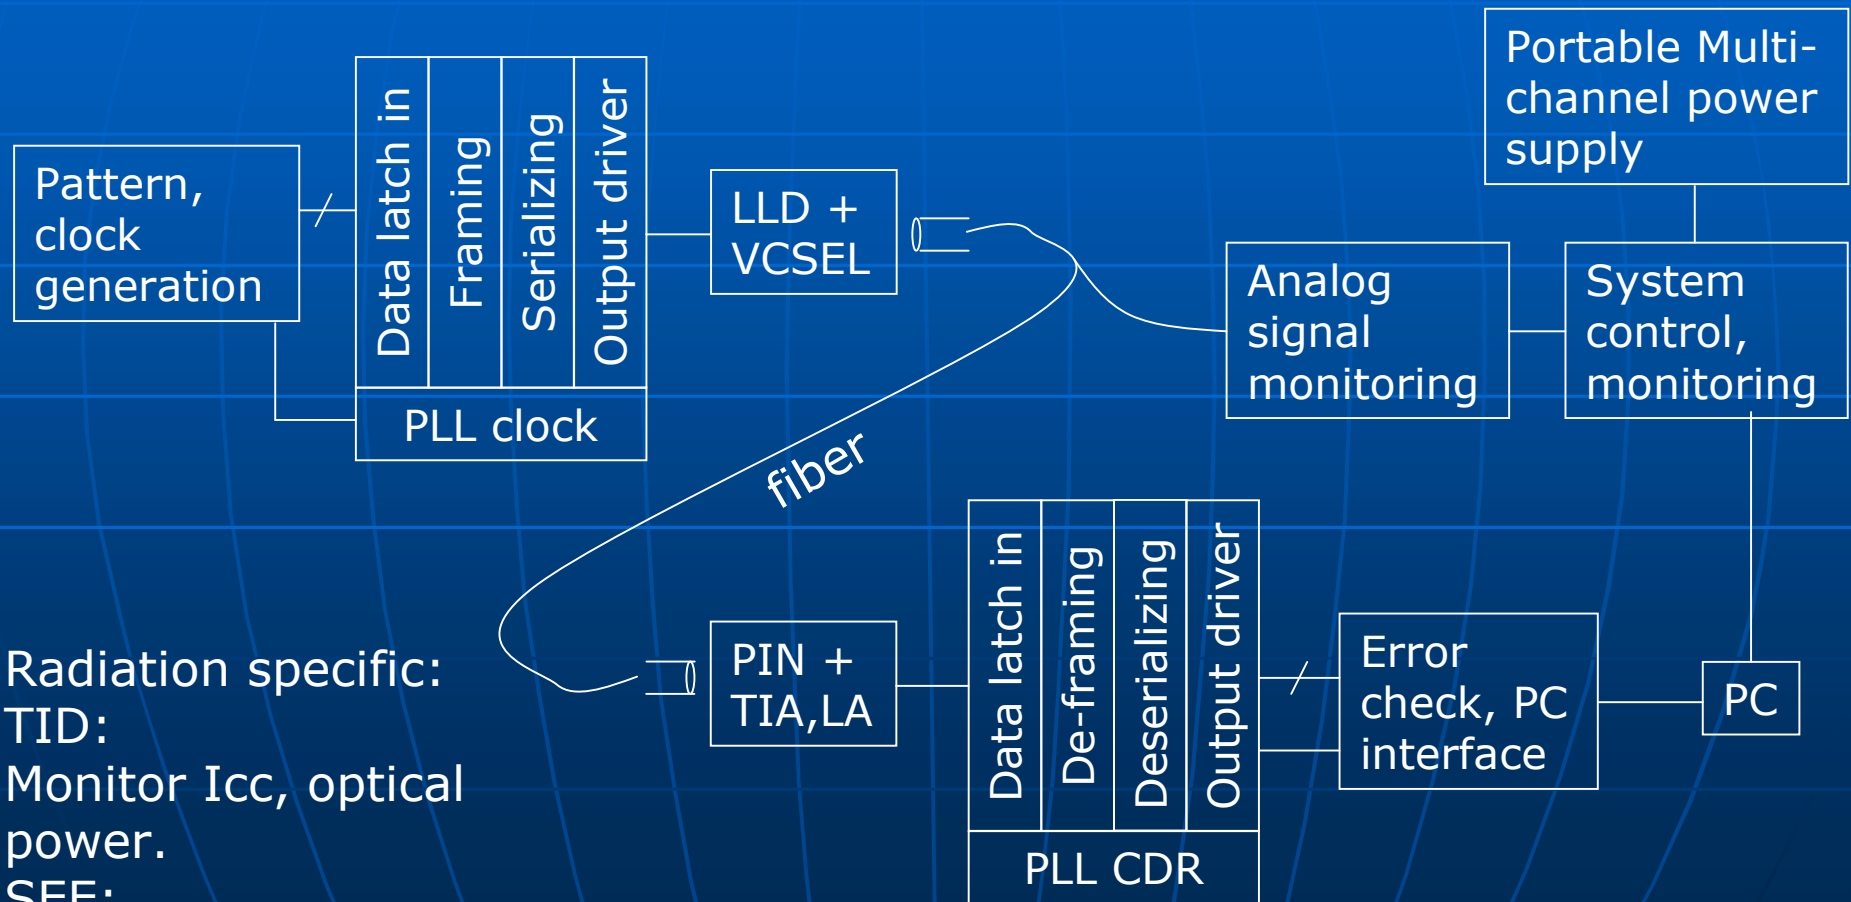 Portable Multi-
channel power
supply
Pattern,
clock
generation
Data latch in
Framing
Serializing
Output driver
PLL clock
LLD +
VCSEL
Analog
signal
monitoring
System
control,
monitoring
fiber
PIN +
TIA,LA
Data latch in
De-framing
Deserializing
Output driver
PLL CDR
Error
check, PC
interface
PC
Radiation specific:
TID:
Monitor Icc, optical
power.
SEE: